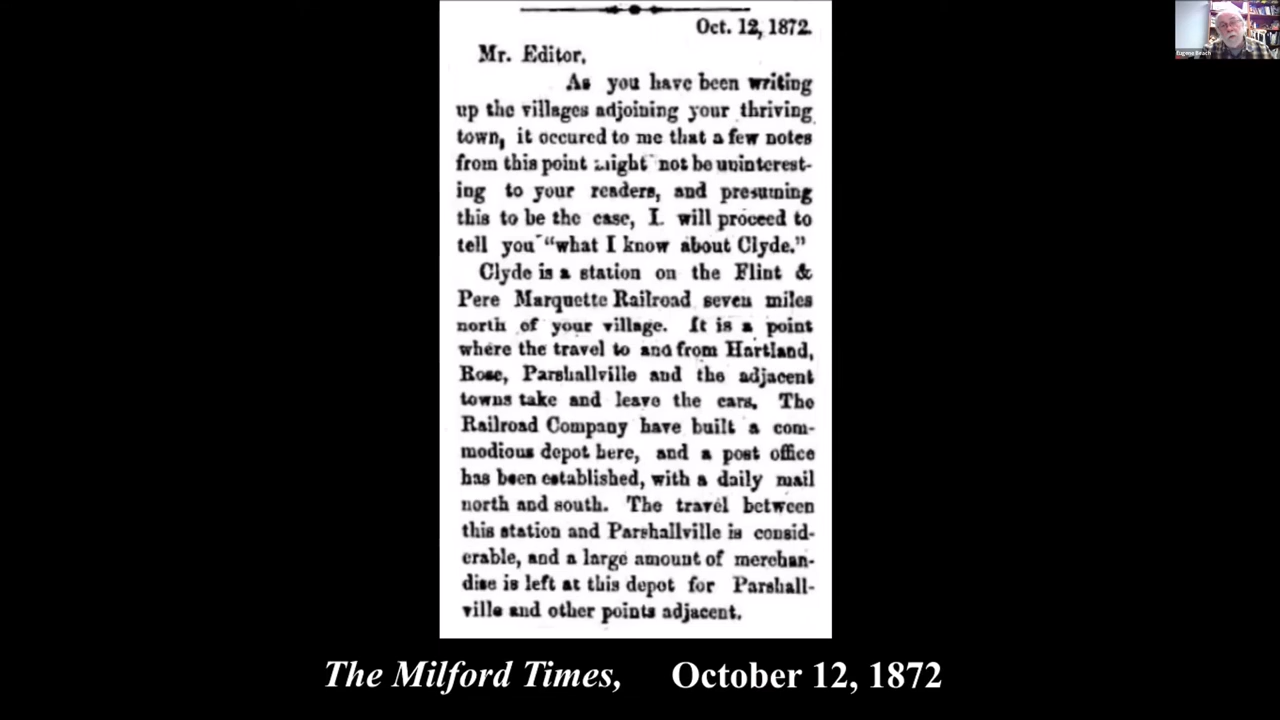 Oct. 12, 1872.
Mr. Editor,
As you have been writing
up the villages adjoining your thriving
town, it occured to me that a few notes
from this point might not be uninterest-
ing to your readers, and presuming
this to be the case, I will proceed to
tell you "what I know about Clyde."
Clyde is a station on the Flint &
Pere Marquette Railroad seven miles
north of your village. It is a point
where the travel to and from Hartland,
Rose, Parshallville and the adjacent
towns take and leave the cars. The
Railroad Company have built a com-
modious depot here, and a post office
has been established, with a daily mail
north and south. The travel between
this station and Parshallville is consid-
erable, and a large amount of merchan-
dise is left at this depot for Parshall-
ville and other points adjacent.
The Milford Times, October 12, 1872
Eugene Beach